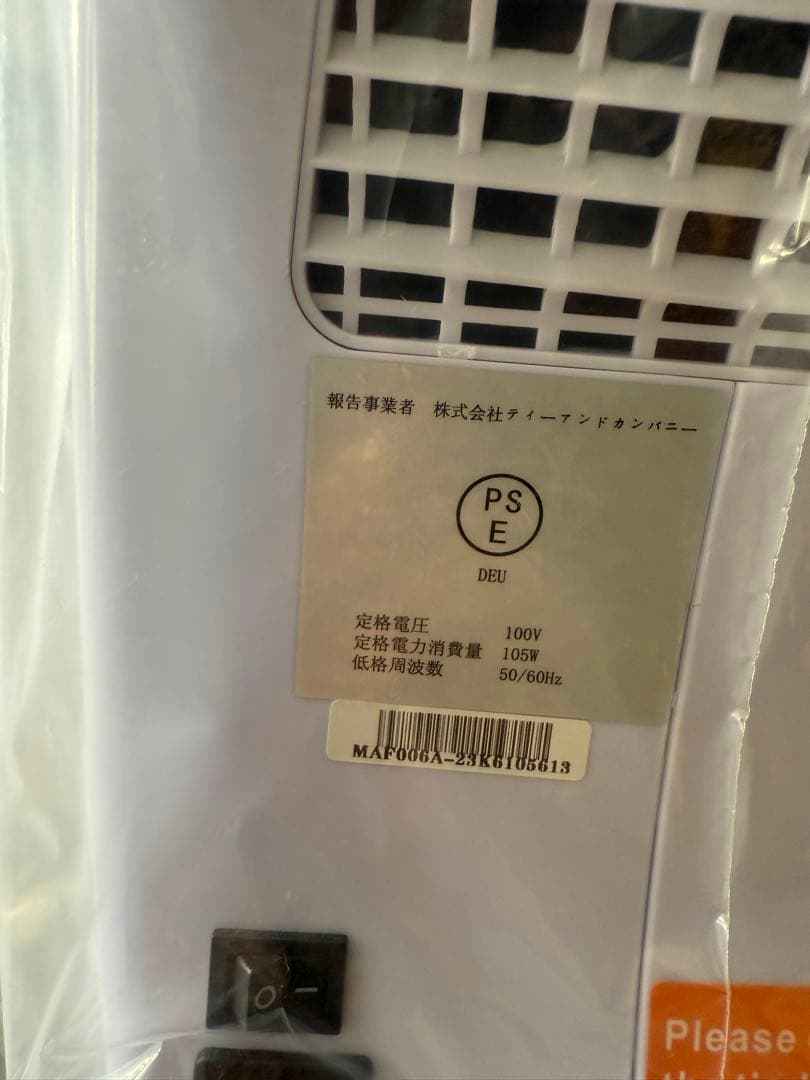 報告事業者 株式会社ティーアンドカンパニー
PS
E
DEU
定格電圧 100V
定格電力消費量 105W
低格周波数 50/60Hz
MAF006A-23K6105613
Please